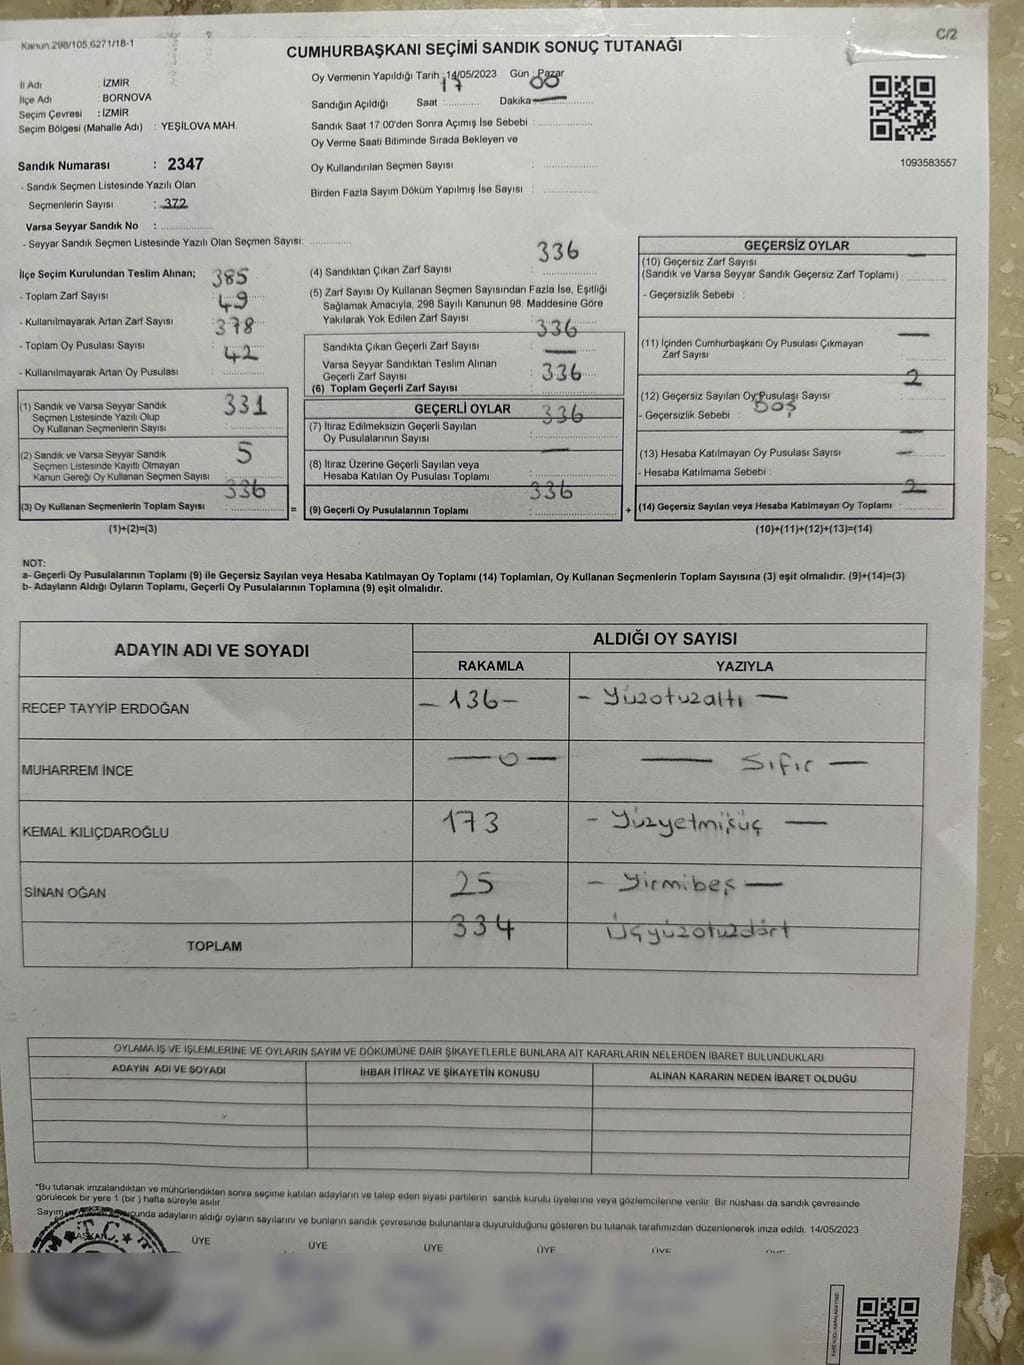 Kanun.298/105,6271/18-1
C/2
CUMHURBAŞKANI SEÇİMİ SANDIK SONUÇ TUTANAĞI
İl Adı : İZMİR
İlçe Adı : BORNOVA
Seçim Çevresi : İZMİR
Seçim Bölgesi (Mahalle Adı) : YEŞİLOVA MAH.
Sandık Numarası : 2347
- Sandık Seçmen Listesinde Yazılı Olan
Seçmenlerin Sayısı : 372
Varsa Seyyar Sandık No :
- Seyyar Sandık Seçmen Listesinde Yazılı Olan Seçmen Sayısı:
Oy Vermenin Yapıldığı Tarih : 14/05/2023 Gün : Pazar
Sandığın Açıldığı Saat : 17 Dakika 00
Sandık Saat 17:00'den Sonra Açımış İse Sebebi :
Oy Verme Saati Bitiminde Sırada Bekleyen ve
Oy Kullandırılan Seçmen Sayısı :
Birden Fazla Sayım Döküm Yapılmış İse Sayısı :
1093583557
İlçe Seçim Kurulundan Teslim Alınan;
- Toplam Zarf Sayısı : 385
- Kullanılmayarak Artan Zarf Sayısı : 49
- Toplam Oy Pusulası Sayısı : 378
- Kullanılmayarak Artan Oy Pusulası : 42
(1) Sandık ve Varsa Seyyar Sandık
Seçmen Listesinde Yazılı Olup
Oy Kullanan Seçmenlerin Sayısı : 331
(2) Sandık ve Varsa Seyyar Sandık
Seçmen Listesinde Kayıtlı Olmayan
Kanun Gereği Oy Kullanan Seçmen Sayısı : 5
(3) Oy Kullanan Seçmenlerin Toplam Sayısı : 336
(1)+(2)=(3)
=
(4) Sandıktan Çıkan Zarf Sayısı : 336
(5) Zarf Sayısı Oy Kullanan Seçmen Sayısından Fazla İse, Eşitliği
Sağlamak Amacıyla, 298 Sayılı Kanunun 98. Maddesine Göre
Yakılarak Yok Edilen Zarf Sayısı :
Sandıkta Çıkan Geçerli Zarf Sayısı : 336
Varsa Seyyar Sandıktan Teslim Alınan
Geçerli Zarf Sayısı : —
(6) Toplam Geçerli Zarf Sayısı : 336
GEÇERLİ OYLAR
(7) İtiraz Edilmeksizin Geçerli Sayılan
Oy Pusulalarının Sayısı : 336
(8) İtiraz Üzerine Geçerli Sayılan veya
Hesaba Katılan Oy Pusulası Toplamı : —
(9) Geçerli Oy Pusulalarının Toplamı : 336
+
GEÇERSİZ OYLAR
(10) Geçersiz Zarf Sayısı —
(Sandık ve Varsa Seyyar Sandık Geçersiz Zarf Toplamı) :
- Geçersizlik Sebebi :
(11) İçinden Cumhurbaşkanı Oy Pusulası Çıkmayan
Zarf Sayısı : —
(12) Geçersiz Sayılan Oy Pusulası Sayısı : 2
- Geçersizlik Sebebi : Boş
(13) Hesaba Katılmayan Oy Pusulası Sayısı : —
- Hesaba Katılmama Sebebi : —
(14) Geçersiz Sayılan veya Hesaba Katılmayan Oy Toplamı : 2
(10)+(11)+(12)+(13)=(14)
NOT:
a- Geçerli Oy Pusulalarının Toplamı (9) ile Geçersiz Sayılan veya Hesaba Katılmayan Oy Toplamı (14) Toplamları, Oy Kullanan Seçmenlerin Toplam Sayısına (3) eşit olmalıdır. (9)+(14)=(3)
b- Adayların Aldığı Oyların Toplamı, Geçerli Oy Pusulalarının Toplamına (9) eşit olmalıdır.
ADAYIN ADI VE SOYADI
ALDIĞI OY SAYISI
RAKAMLA YAZIYLA
RECEP TAYYİP ERDOĞAN – 136 – – Yüzotuzaltı –
MUHARREM İNCE — 0 — — Sıfır —
KEMAL KILIÇDAROĞLU 173 – Yüzyetmişüç —
SİNAN OĞAN 25 – Yirmibeş —
TOPLAM 334 Üçyüzotuzdört
OYLAMA İŞ VE İŞLEMLERİNE VE OYLARIN SAYIM VE DÖKÜMÜNE DAİR ŞİKAYETLERLE BUNLARA AİT KARARLARIN NELERDEN İBARET BULUNDUKLARI
ADAYIN ADI VE SOYADI İHBAR İTİRAZ VE ŞİKAYETİN KONUSU ALINAN KARARIN NEDEN İBARET OLDUĞU
*Bu tutanak imzalandıktan ve mühürlendikten sonra seçime katılan adayların ve talep eden siyasi partilerin sandık kurulu üyelerine veya gözlemcilerine verilir. Bir nüshası da sandık çevresinde
görülecek bir yere 1 (bir) hafta süreyle asılır.
Sayım adayların aldığı oyların sayılarını ve bunların sandık çevresinde bulunanlara duyurulduğunu gösteren bu tutanak tarafımızdan düzenlenerek imza edildi. 14/05/2023
T.C.
BAŞKAN ÜYE ÜYE ÜYE ÜYE ÜYE ÜYE